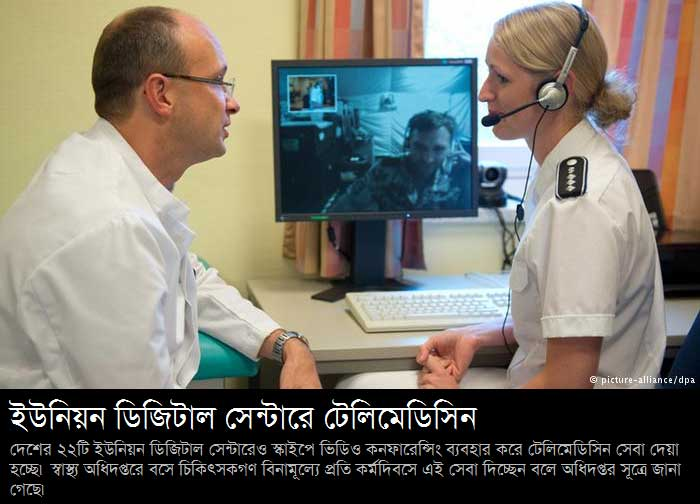 © picture-alliance/dpa
ইউনিয়ন ডিজিটাল সেন্টারে টেলিমেডিসিন
দেশের ২২টি ইউনিয়ন ডিজিটাল সেন্টারেও স্কাইপে ভিডিও কনফারেন্সিং ব্যবহার করে টেলিমেডিসিন সেবা দেয়া
হচ্ছে৷ স্বাস্থ্য অধিদপ্তরে বসে চিকিৎসকগণ বিনামূল্যে প্রতি কর্মদিবসে এই সেবা দিচ্ছেন বলে অধিদপ্তর সূত্রে জানা
গেছে৷